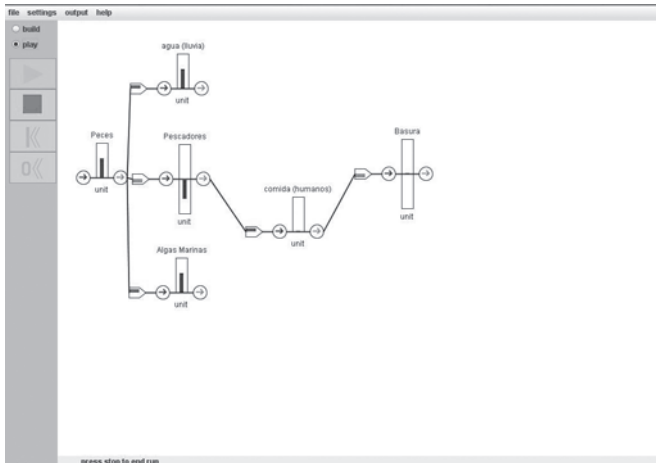 file settings output help
build
play
agua (lluvia)
unit
Peces
unit
Pescadores
unit
Algas Marinas
unit
comida (humanos)
unit
Basura
unit
press stop to end run